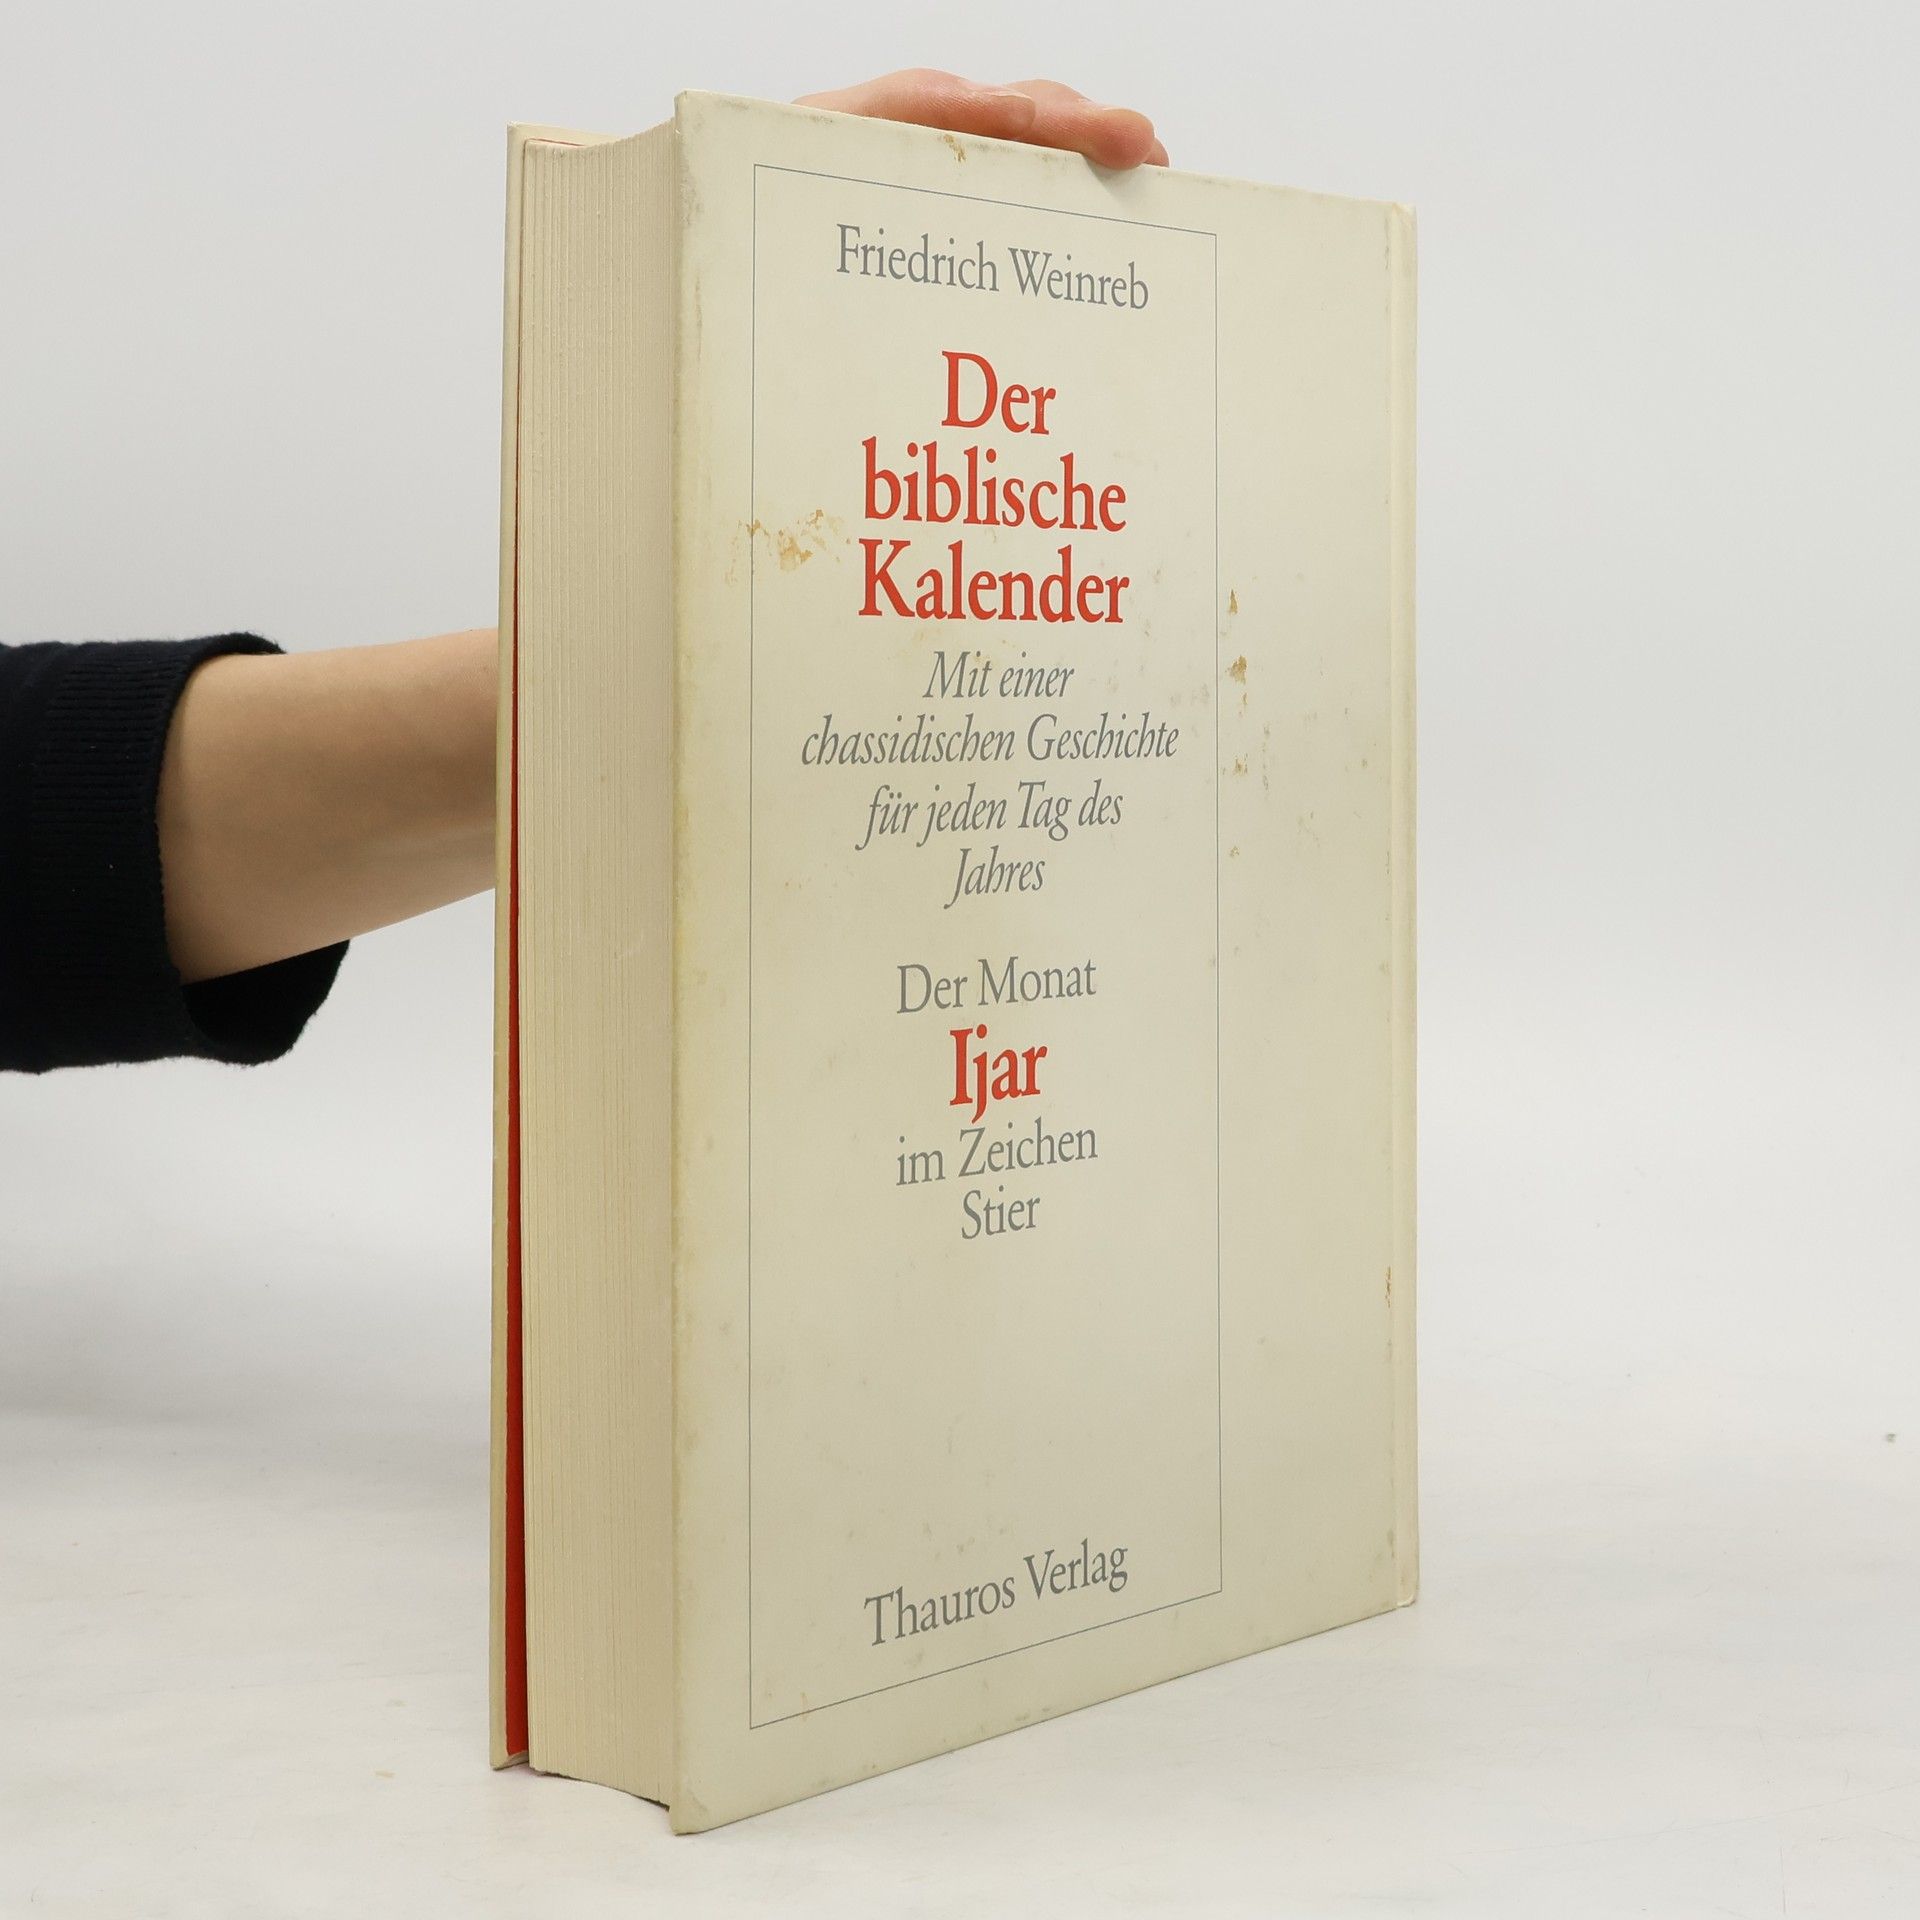 Friedrich Weinreb
Der
biblische
Kalender
Mit einer
chassidischen Geschichte
für jeden Tag des
Jahres
Der Monat
Ijar
im Zeichen
Stier
Thauros Verlag